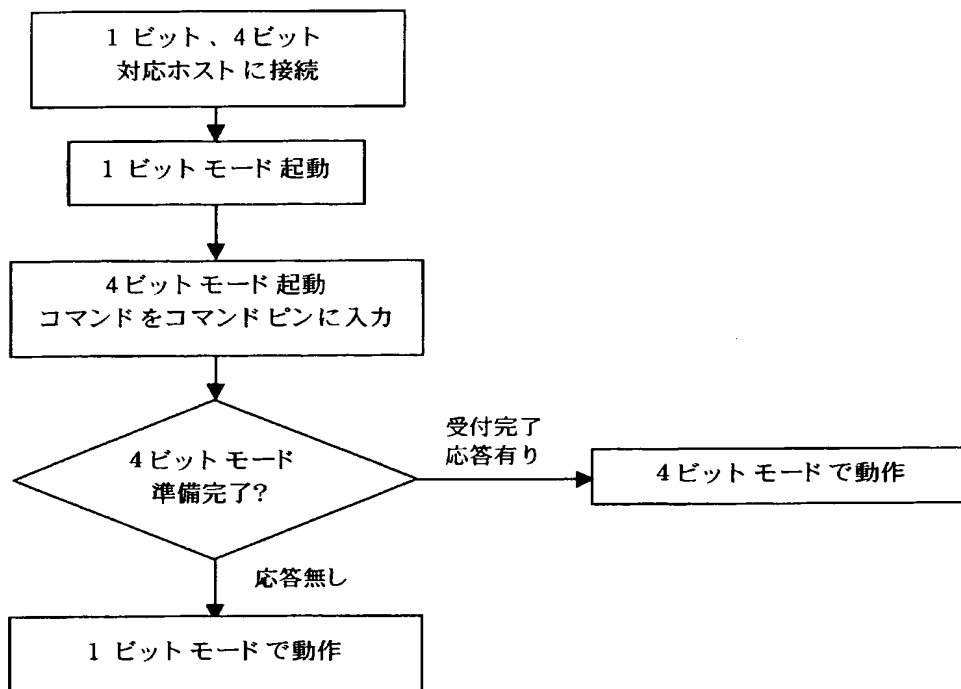 1 ビット、4ビット
対応ホストに接続
1 ビットモード起動
4ビットモード起動
コマンドをコマンドピンに入力
4ビットモード
準備完了?
受付完了
応答有り
4ビットモードで動作
応答無し
1 ビットモードで動作